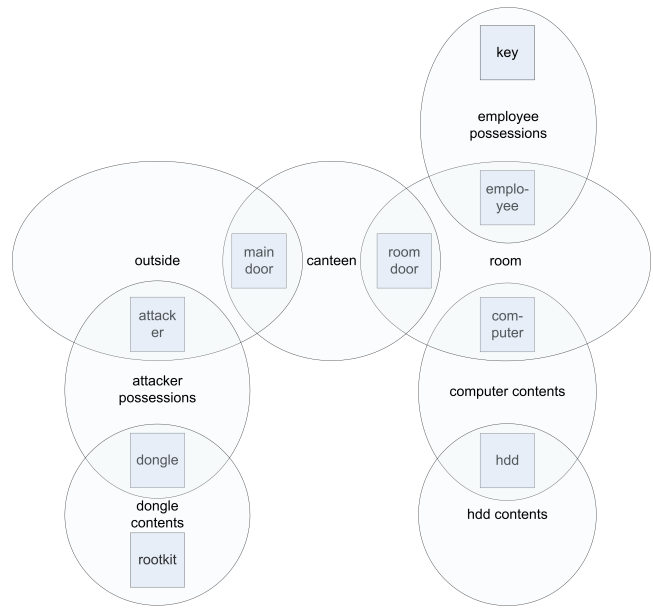 key
employee
possessions
emplo-
yee
outside
main
door
canteen
room
door
room
attack
er
com-
puter
attacker
possessions
computer contents
dongle
hdd
dongle
contents
hdd contents
rootkit